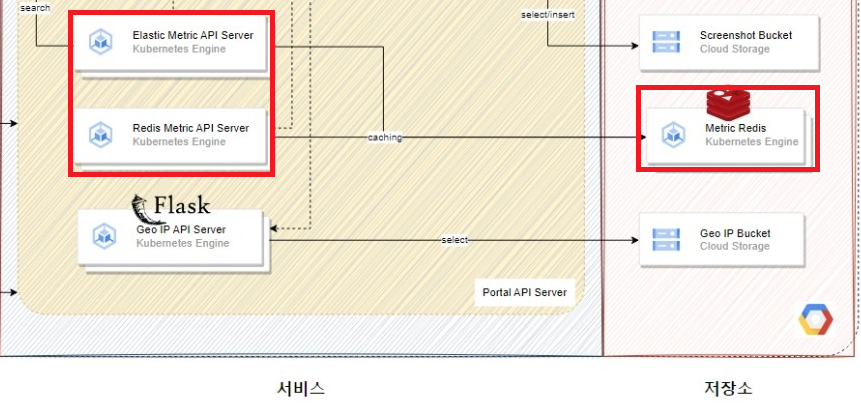 search
select/insert
Elastic Metric API Server
Kubernetes Engine
Screenshot Bucket
Cloud Storage
Redis Metric API Server
Kubernetes Engine
caching
Metric Redis
Kubernetes Engine
Flask
Geo IP API Server
Kubernetes Engine
select
Geo IP Bucket
Cloud Storage
Portal API Server
서비스
저장소